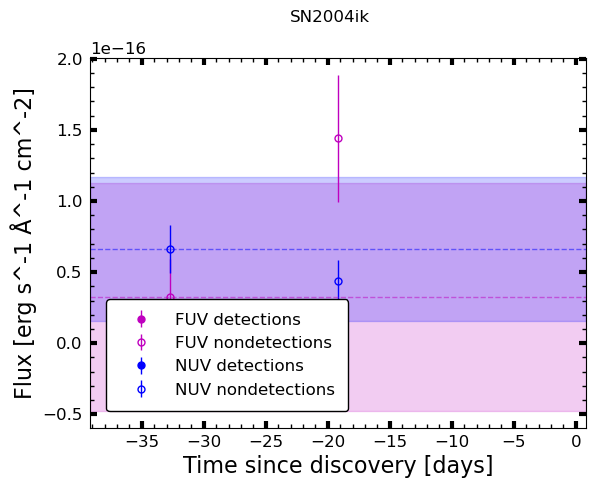 SN2004ik
1e−16
2.0
1.5
1.0
0.5
0.0
−0.5
Flux [erg s^-1 Å^-1 cm^-2]
FUV detections
FUV nondetections
NUV detections
NUV nondetections
−35 −30 −25 −20 −15 −10 −5 0
Time since discovery [days]